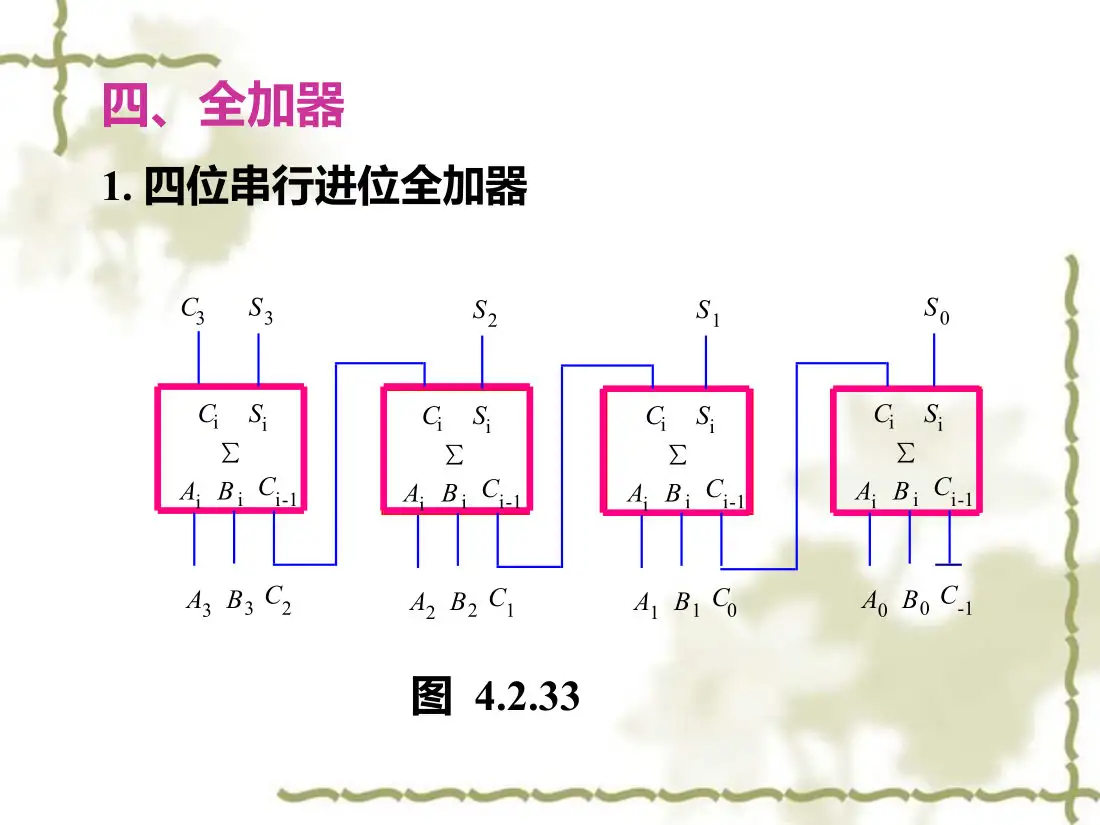 四、全加器
1. 四位串行进位全加器
C3 S3 S2 S1 S0
Ci Si Ci Si Ci Si Ci Si
Σ Σ Σ Σ
Ai Bi Ci-1 Ai Bi Ci-1 Ai Bi Ci-1 Ai Bi Ci-1
A3 B3 C2 A2 B2 C1 A1 B1 C0 A0 B0 C-1
图 4.2.33